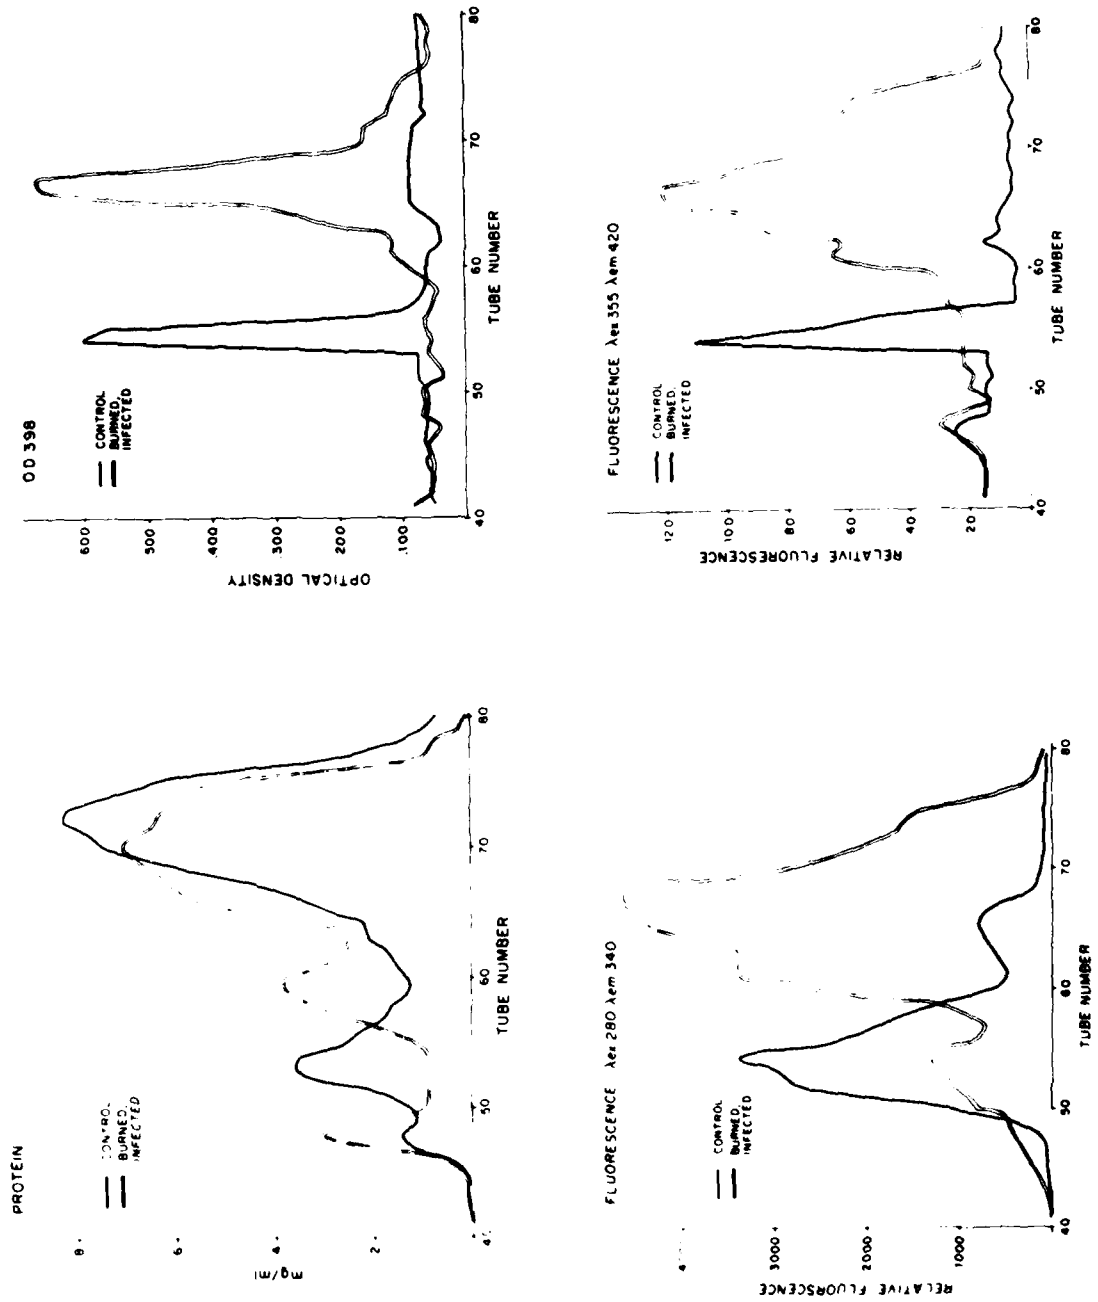 PROTEIN
CONTROL
BURNED,
INFECTED
mg/ml
8
6
4
2
40
50
60
70
80
TUBE NUMBER
OD 398
CONTROL
BURNED,
INFECTED
OPTICAL DENSITY
.600
.500
.400
.300
.200
.100
40
50
60
70
80
TUBE NUMBER
FLUORESCENCE λex 280 λem 340
CONTROL
BURNED,
INFECTED
RELATIVE FLUORESCENCE
3000
2000
1000
40
50
60
70
80
TUBE NUMBER
FLUORESCENCE λex 355 λem 420
CONTROL
BURNED,
INFECTED
RELATIVE FLUORESCENCE
120
100
80
60
40
20
40
50
60
70
80
TUBE NUMBER